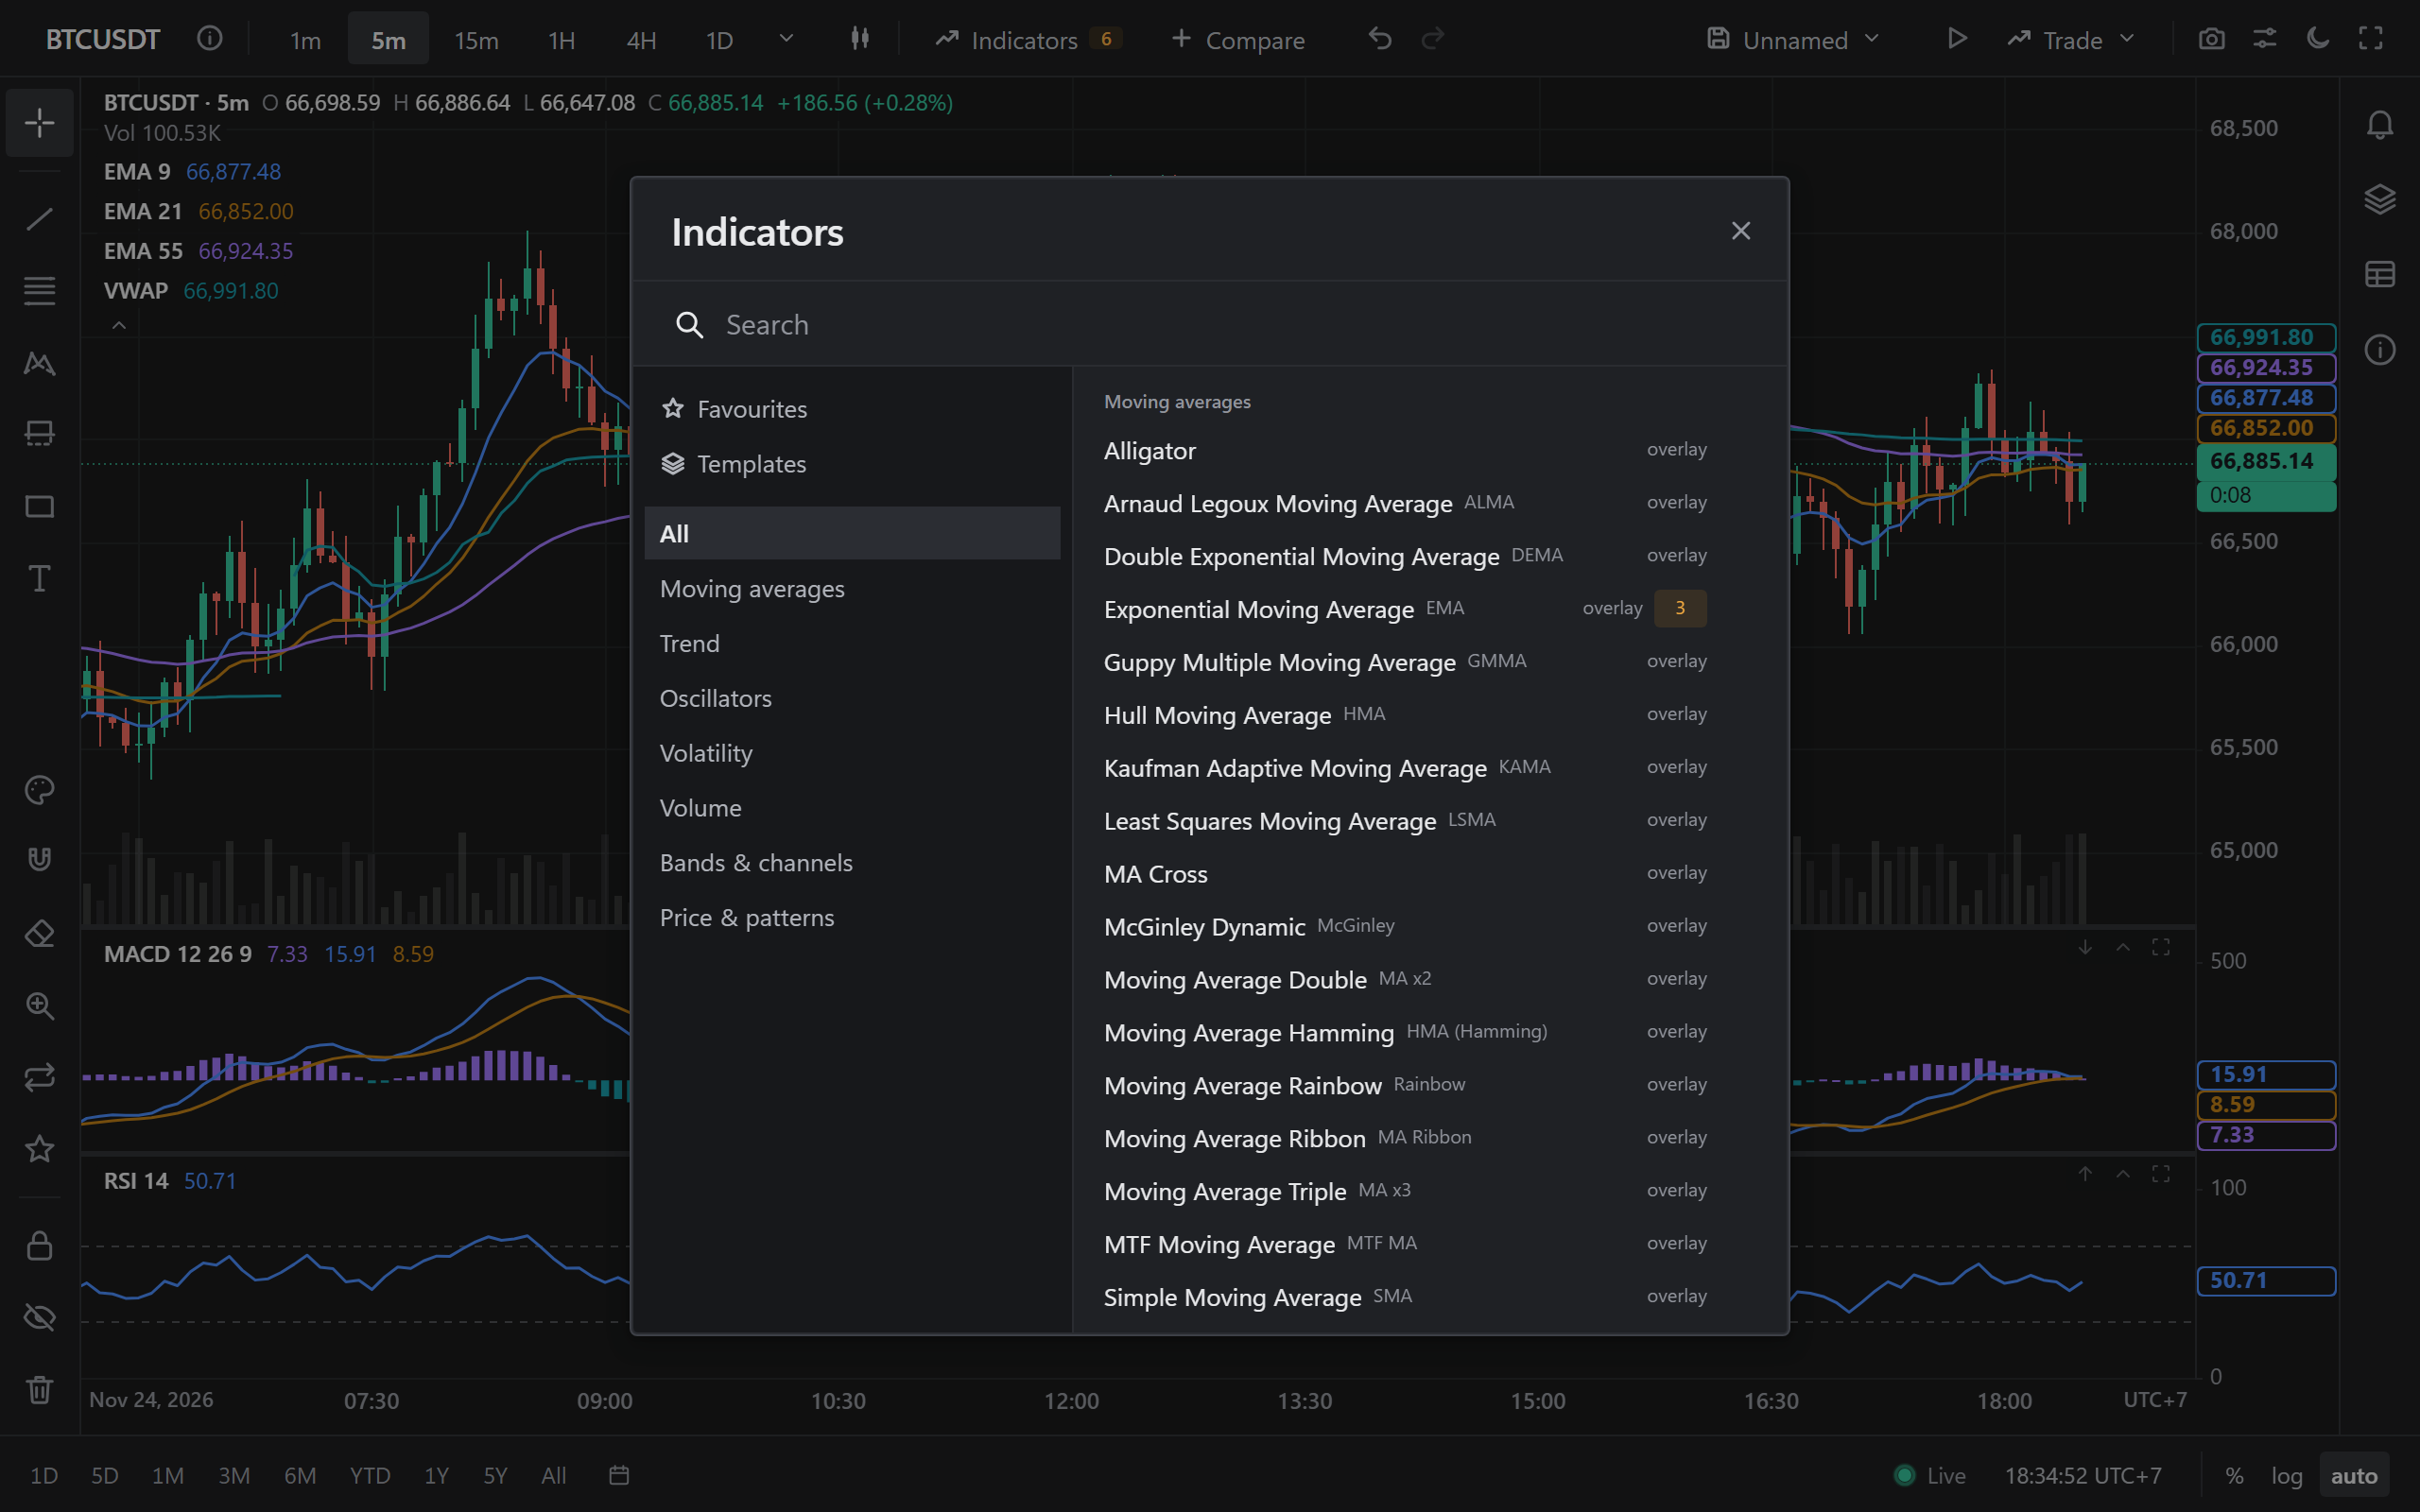 BTCUSDT 1m 5m 15m 1H 4H 1D Indicators 6 Compare Unnamed Trade
BTCUSDT · 5m O 66,698.59 H 66,886.64 L 66,647.08 C 66,885.14 +186.56 (+0.28%)
Vol 100.53K
EMA 9 66,877.48
EMA 21 66,852.00
EMA 55 66,924.35
VWAP 66,991.80
MACD 12 26 9 7.33 15.91 8.59
RSI 14 50.71
Indicators
Search
Favourites
Templates
All
Moving averages
Trend
Oscillators
Volatility
Volume
Bands & channels
Price & patterns
Moving averages
Alligator overlay
Arnaud Legoux Moving Average ALMA overlay
Double Exponential Moving Average DEMA overlay
Exponential Moving Average EMA overlay 3
Guppy Multiple Moving Average GMMA overlay
Hull Moving Average HMA overlay
Kaufman Adaptive Moving Average KAMA overlay
Least Squares Moving Average LSMA overlay
MA Cross overlay
McGinley Dynamic McGinley overlay
Moving Average Double MA x2 overlay
Moving Average Hamming HMA (Hamming) overlay
Moving Average Rainbow Rainbow overlay
Moving Average Ribbon MA Ribbon overlay
Moving Average Triple MA x3 overlay
MTF Moving Average MTF MA overlay
Simple Moving Average SMA overlay
68,500
68,000
66,991.80
66,924.35
66,877.48
66,852.00
66,885.14
0:08
66,500
66,000
65,500
65,000
500
15.91
8.59
7.33
100
50.71
0
Nov 24, 2026 07:30 09:00 10:30 12:00 13:30 15:00 16:30 18:00 UTC+7
1D 5D 1M 3M 6M YTD 1Y 5Y All Live 18:34:52 UTC+7 % log auto